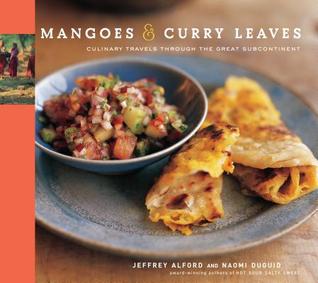 MANGOES & CURRY LEAVES
CULINARY TRAVELS THROUGH THE GREAT SUBCONTINENT
JEFFREY ALFORD AND NAOMI DUGUID
award-winning authors of HOT SOUR SALTY SWEET